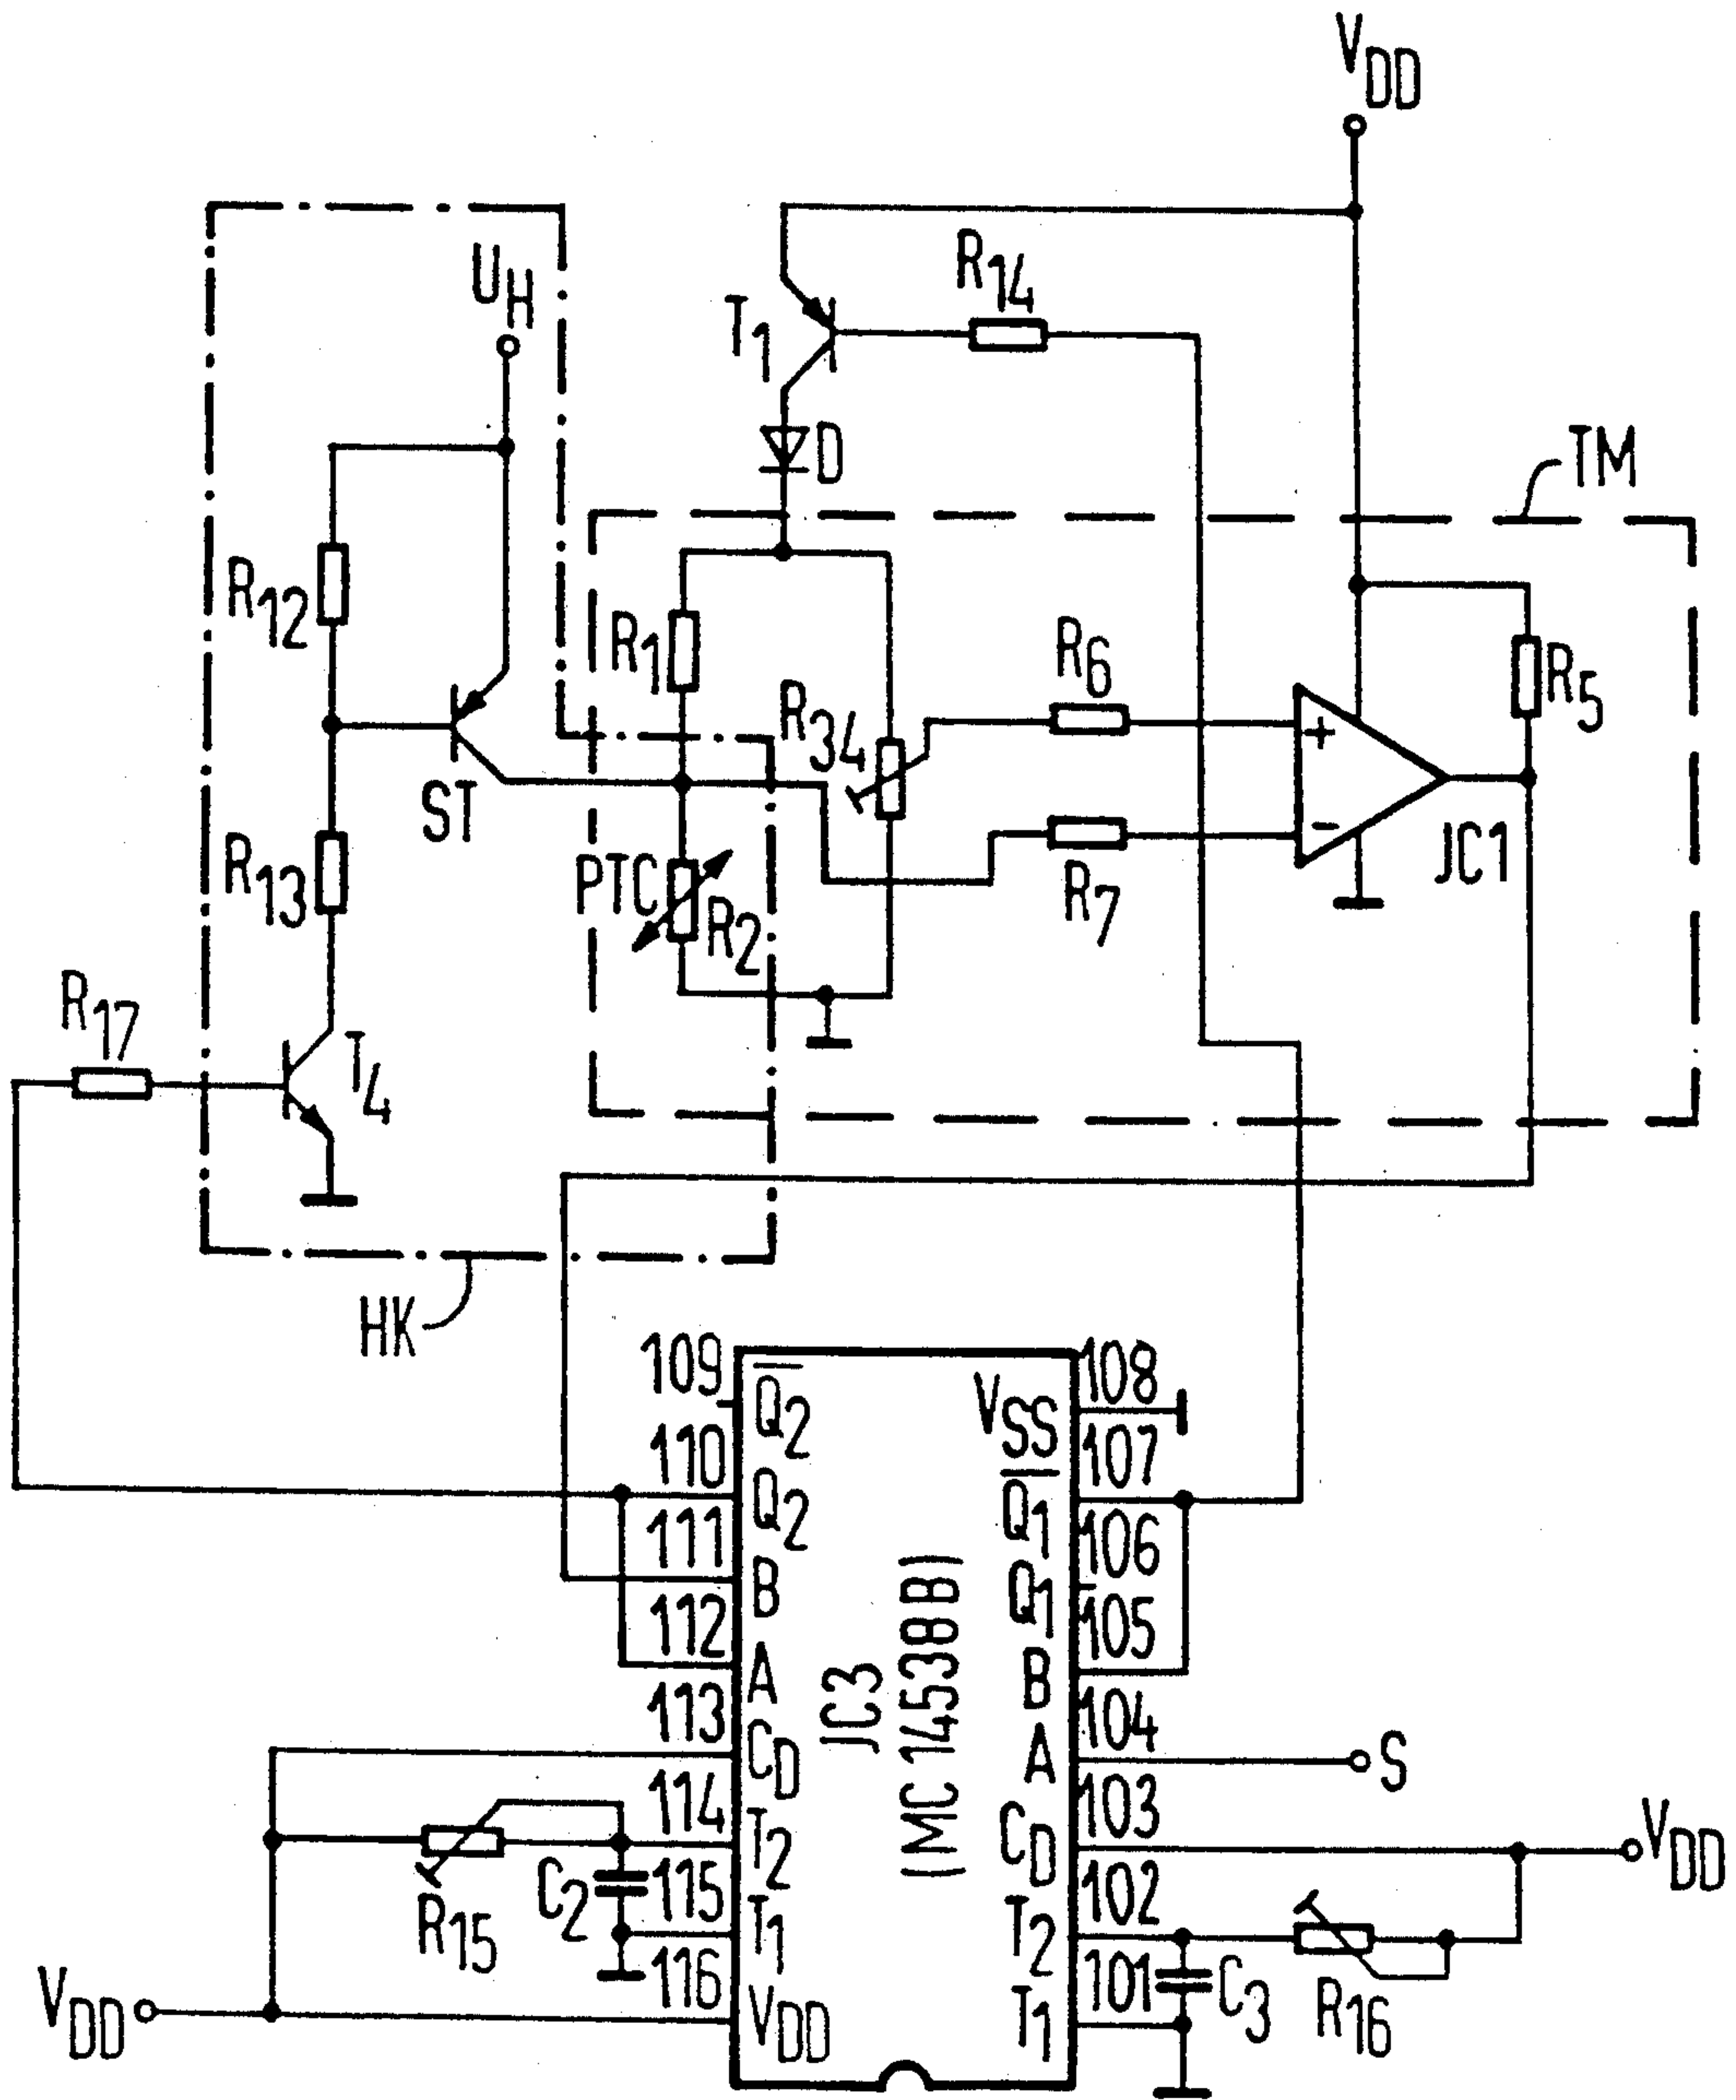 VDD
UH
T1
R14
D
TM
R12
R1
R34
R6
R5
+
ST
-
JC1
R13
PTC
R2
R7
R17
T4
HK
109 Q̅2
VSS 108
110 Q2
Q̅1 107
111 B
Q1 106
112 A
B 105
113 CD
A 104
S
114 T2
CD 103
VDD
115 T1
T2 102
116 VDD
T1 101
JC3
(MC 14538 B)
R15
C2
C3
R16
VDD